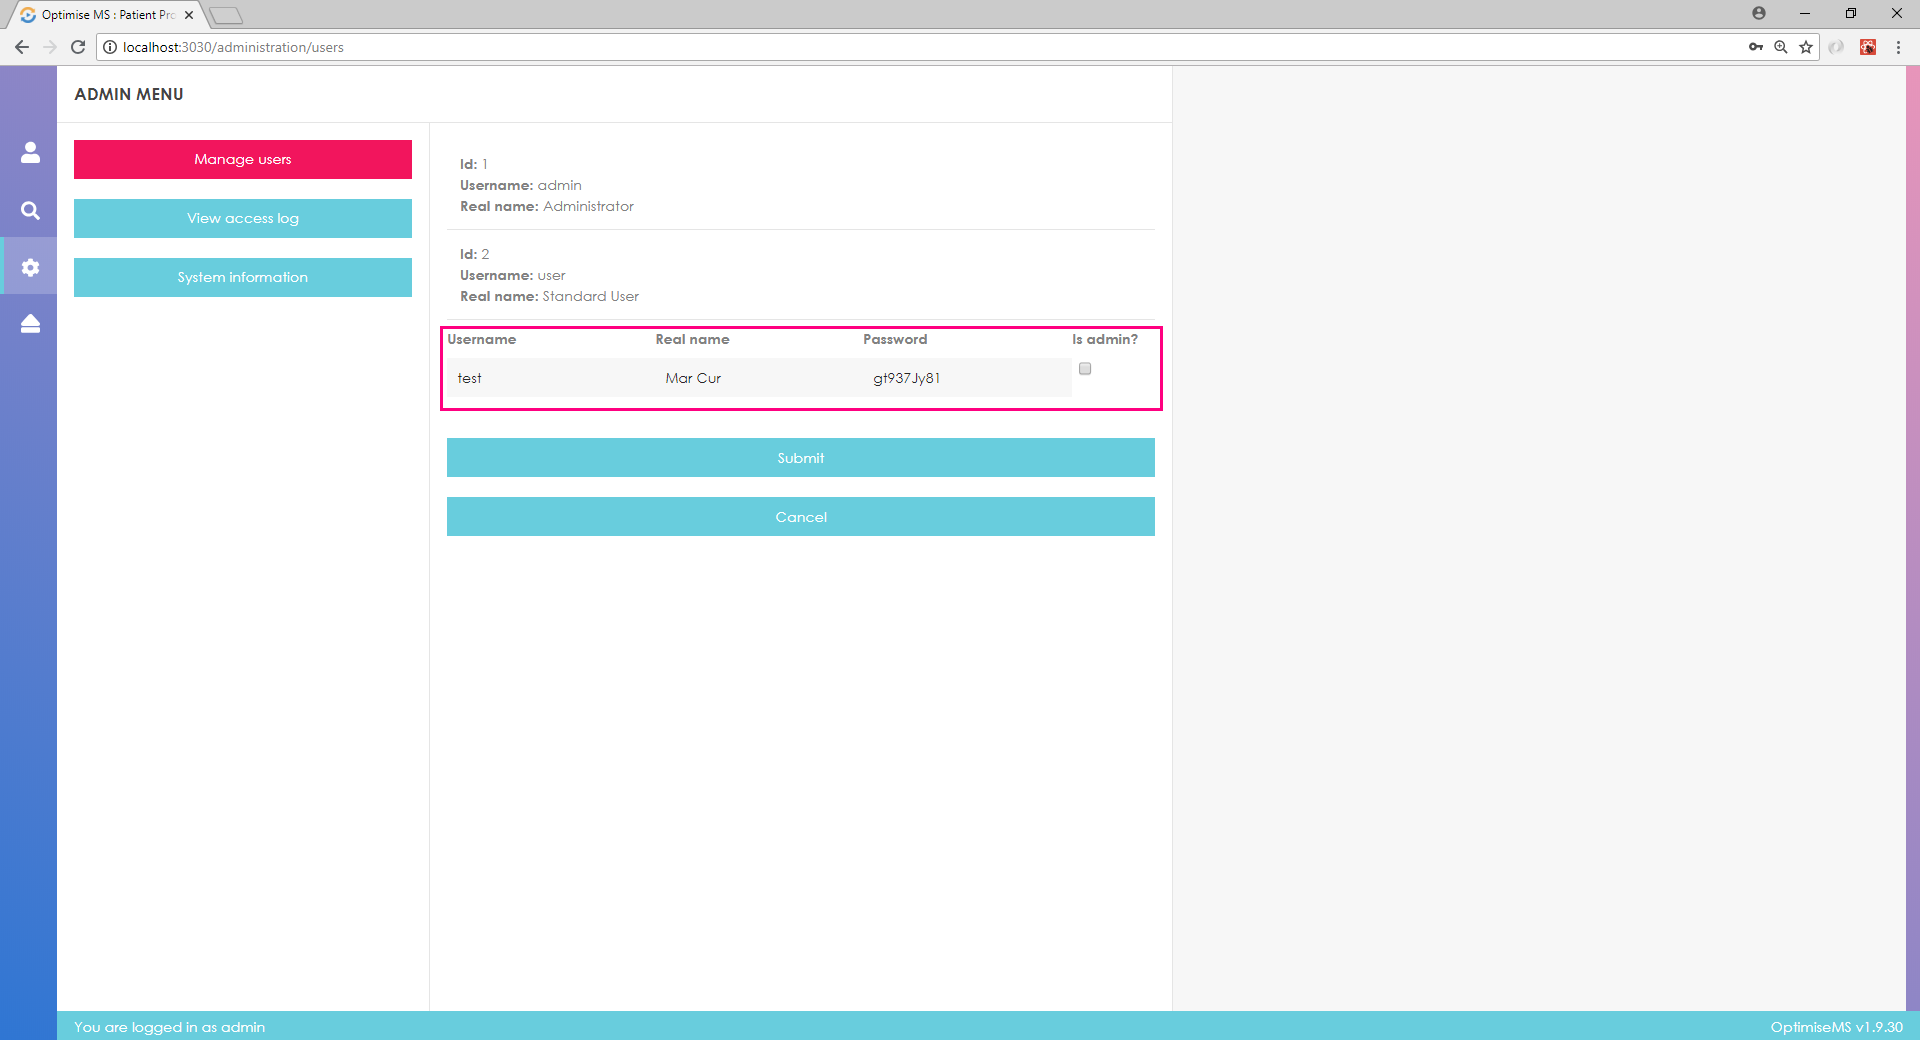 Optimise MS : Patient Pro
localhost:3030/administration/users
ADMIN MENU
Manage users
View access log
System information
Id: 1
Username: admin
Real name: Administrator
Id: 2
Username: user
Real name: Standard User
Username Real name Password Is admin?
test Mar Cur gt937Jy81
Submit
Cancel
You are logged in as admin
OptimiseMS v1.9.30